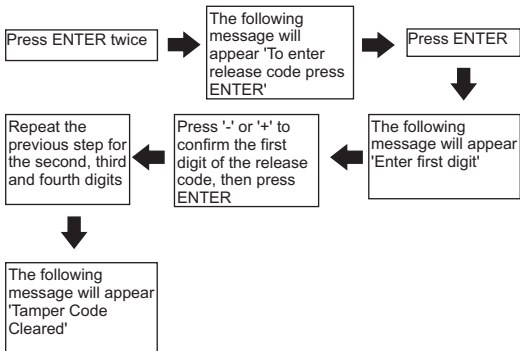 Press ENTER twice
The following
message will
appear 'To enter
release code press
ENTER'
Press ENTER
The following
message will appear
'Enter first digit'
Press '-' or '+' to
confirm the first
digit of the release
code, then press
ENTER
Repeat the
previous step for
the second, third
and fourth digits
The following
message will appear
'Tamper Code
Cleared'